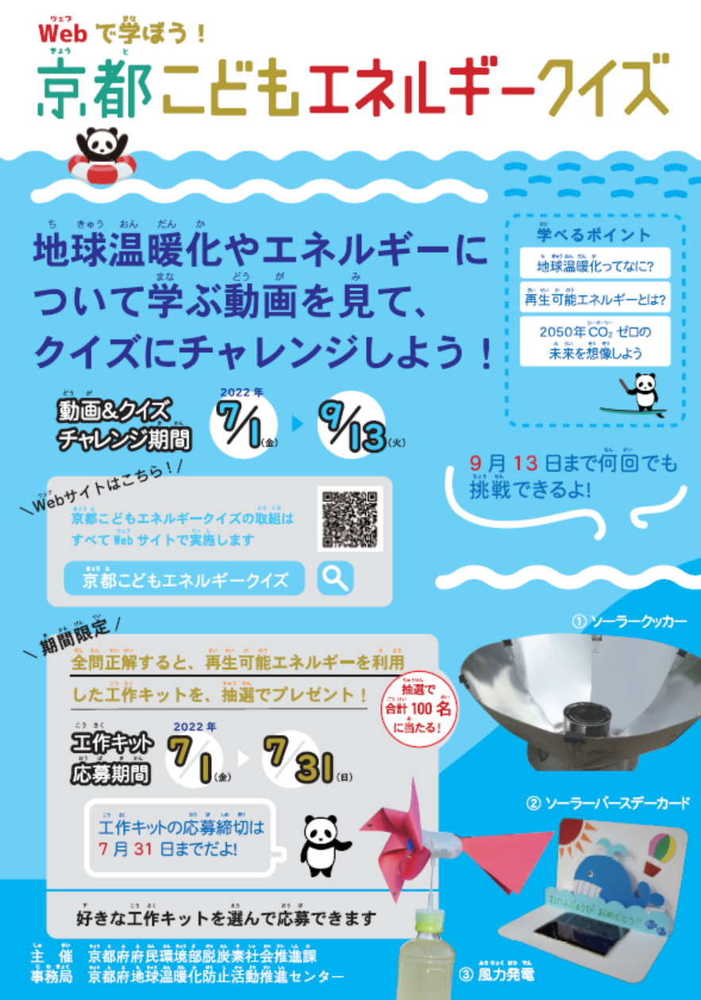 Webで学ぼう！
京都こどもエネルギークイズ
地球温暖化やエネルギーに
ついて学ぶ動画を見て、
クイズにチャレンジしよう！
学べるポイント
地球温暖化ってなに?
再生可能エネルギーとは?
2050年CO₂ゼロの
未来を想像しよう
動画&クイズ
チャレンジ期間
2022年
7/1(金)
9/13(火)
9月13日まで何回でも
挑戦できるよ!
Webサイトはこちら！
京都こどもエネルギークイズの取組は
すべてWebサイトで実施します
京都こどもエネルギークイズ
期間限定
全問正解すると、再生可能エネルギーを利用
した工作キットを、抽選でプレゼント！
抽選で
合計100名
に当たる!
工作キット
応募期間
2022年
7/1(金)
7/31(日)
工作キットの応募締切は
7月31日までだよ!
好きな工作キットを選んで応募できます
① ソーラークッカー
② ソーラーバースデーカード
おたんじょうび おめでとう!!
③ 風力発電
主　催　京都府府民環境部脱炭素社会推進課
事務局　京都府地球温暖化防止活動推進センター